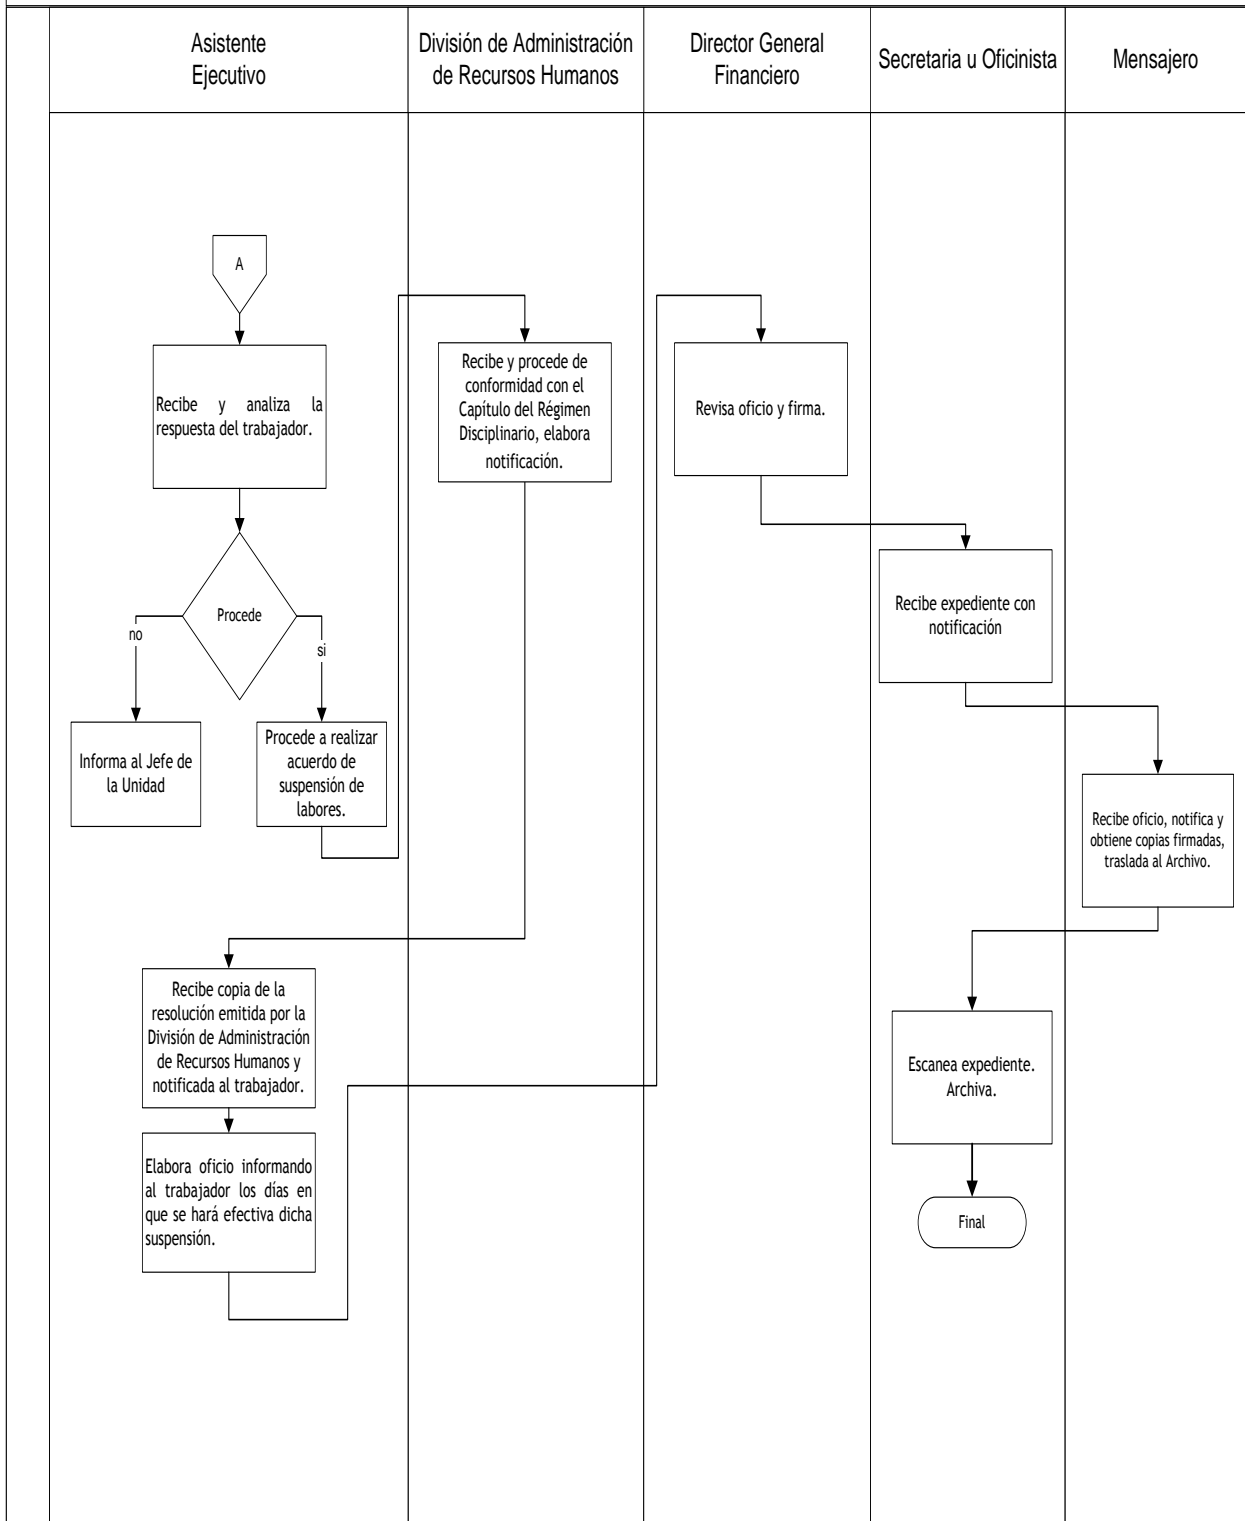 Asistente
Ejecutivo
División de Administración
de Recursos Humanos
Director General
Financiero
Secretaria u Oficinista
Mensajero
A
Recibe y analiza la
respuesta del trabajador.
Procede
no
si
Informa al Jefe de
la Unidad
Procede a realizar
acuerdo de
suspensión de
labores.
Recibe y procede de
conformidad con el
Capítulo del Régimen
Disciplinario, elabora
notificación.
Recibe copia de la
resolución emitida por la
División de Administración
de Recursos Humanos y
notificada al trabajador.
Elabora oficio informando
al trabajador los días en
que se hará efectiva dicha
suspensión.
Revisa oficio y firma.
Recibe expediente con
notificación
Recibe oficio, notifica y
obtiene copias firmadas,
traslada al Archivo.
Escanea expediente.
Archiva.
Final